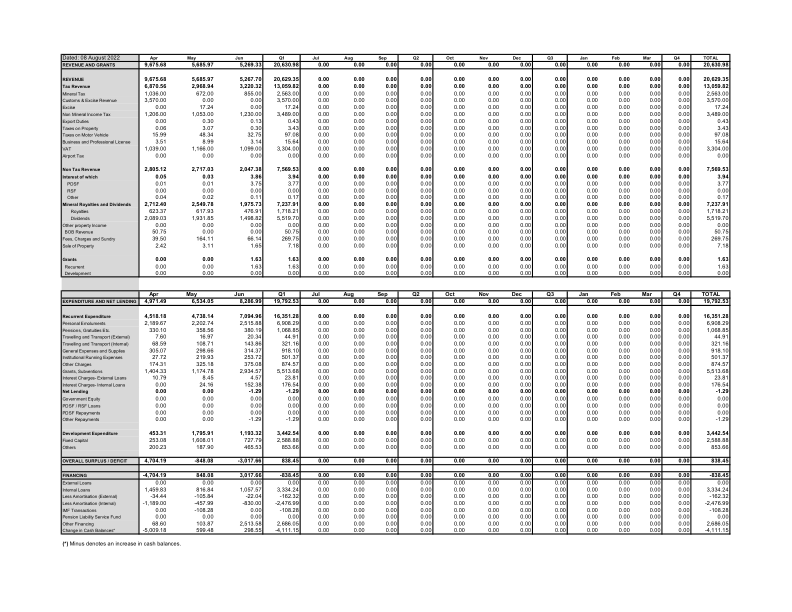 Dated: 08 August 2022 Apr May Jun Q1 Jul Aug Sep Q2 Oct Nov Dec Q3 Jan Feb Mar Q4 TOTAL
REVENUE AND GRANTS 9,675.68 5,685.97 5,269.33 20,630.98 0.00 0.00 0.00 0.00 0.00 0.00 0.00 0.00 0.00 0.00 0.00 0.00 20,630.98
REVENUE 9,675.68 5,685.97 5,267.70 20,629.35 0.00 0.00 0.00 0.00 0.00 0.00 0.00 0.00 0.00 0.00 0.00 0.00 20,629.35
Tax Revenue 6,870.56 2,968.94 3,220.32 13,059.82 0.00 0.00 0.00 0.00 0.00 0.00 0.00 0.00 0.00 0.00 0.00 0.00 13,059.82
Mineral Tax 1,036.00 672.00 855.00 2,563.00 0.00 0.00 0.00 0.00 0.00 0.00 0.00 0.00 0.00 0.00 0.00 0.00 2,563.00
Customs & Excise Revenue 3,570.00 0.00 0.00 3,570.00 0.00 0.00 0.00 0.00 0.00 0.00 0.00 0.00 0.00 0.00 0.00 0.00 3,570.00
Excise 0.00 17.24 0.00 17.24 0.00 0.00 0.00 0.00 0.00 0.00 0.00 0.00 0.00 0.00 0.00 0.00 17.24
Non Mineral Income Tax 1,206.00 1,053.00 1,230.00 3,489.00 0.00 0.00 0.00 0.00 0.00 0.00 0.00 0.00 0.00 0.00 0.00 0.00 3,489.00
Export Duties 0.00 0.30 0.13 0.43 0.00 0.00 0.00 0.00 0.00 0.00 0.00 0.00 0.00 0.00 0.00 0.00 0.43
Taxes on Property 0.06 3.07 0.30 3.43 0.00 0.00 0.00 0.00 0.00 0.00 0.00 0.00 0.00 0.00 0.00 0.00 3.43
Taxes on Motor Vehicle 15.99 48.34 32.75 97.08 0.00 0.00 0.00 0.00 0.00 0.00 0.00 0.00 0.00 0.00 0.00 0.00 97.08
Business and Professional License 3.51 8.99 3.14 15.64 0.00 0.00 0.00 0.00 0.00 0.00 0.00 0.00 0.00 0.00 0.00 0.00 15.64
VAT 1,039.00 1,166.00 1,099.00 3,304.00 0.00 0.00 0.00 0.00 0.00 0.00 0.00 0.00 0.00 0.00 0.00 0.00 3,304.00
Airport Tax 0.00 0.00 0.00 0.00 0.00 0.00 0.00 0.00 0.00 0.00 0.00 0.00 0.00 0.00 0.00 0.00 0.00
Non Tax Revenue 2,805.12 2,717.03 2,047.38 7,569.53 0.00 0.00 0.00 0.00 0.00 0.00 0.00 0.00 0.00 0.00 0.00 0.00 7,569.53
Interest of which 0.05 0.03 3.86 3.94 0.00 0.00 0.00 0.00 0.00 0.00 0.00 0.00 0.00 0.00 0.00 0.00 3.94
PDSF 0.01 0.01 3.75 3.77 0.00 0.00 0.00 0.00 0.00 0.00 0.00 0.00 0.00 0.00 0.00 0.00 3.77
RSF 0.00 0.00 0.00 0.00 0.00 0.00 0.00 0.00 0.00 0.00 0.00 0.00 0.00 0.00 0.00 0.00 0.00
Other 0.04 0.02 0.11 0.17 0.00 0.00 0.00 0.00 0.00 0.00 0.00 0.00 0.00 0.00 0.00 0.00 0.17
Mineral Royalties and Dividends 2,712.40 2,549.78 1,975.73 7,237.91 0.00 0.00 0.00 0.00 0.00 0.00 0.00 0.00 0.00 0.00 0.00 0.00 7,237.91
Royalties 623.37 617.93 476.91 1,718.21 0.00 0.00 0.00 0.00 0.00 0.00 0.00 0.00 0.00 0.00 0.00 0.00 1,718.21
Dividends 2,089.03 1,931.85 1,498.82 5,519.70 0.00 0.00 0.00 0.00 0.00 0.00 0.00 0.00 0.00 0.00 0.00 0.00 5,519.70
Other property Income 0.00 0.00 0.00 0.00 0.00 0.00 0.00 0.00 0.00 0.00 0.00 0.00 0.00 0.00 0.00 0.00 0.00
BOB Revenue 50.75 0.00 0.00 50.75 0.00 0.00 0.00 0.00 0.00 0.00 0.00 0.00 0.00 0.00 0.00 0.00 50.75
Fees, Charges and Sundry 39.50 164.11 66.14 269.75 0.00 0.00 0.00 0.00 0.00 0.00 0.00 0.00 0.00 0.00 0.00 0.00 269.75
Sale of Property 2.42 3.11 1.65 7.18 0.00 0.00 0.00 0.00 0.00 0.00 0.00 0.00 0.00 0.00 0.00 0.00 7.18
Grants 0.00 0.00 1.63 1.63 0.00 0.00 0.00 0.00 0.00 0.00 0.00 0.00 0.00 0.00 0.00 0.00 1.63
Recurrent 0.00 0.00 1.63 1.63 0.00 0.00 0.00 0.00 0.00 0.00 0.00 0.00 0.00 0.00 0.00 0.00 1.63
Development 0.00 0.00 0.00 0.00 0.00 0.00 0.00 0.00 0.00 0.00 0.00 0.00 0.00 0.00 0.00 0.00 0.00
Apr May Jun Q1 Jul Aug Sep Q2 Oct Nov Dec Q3 Jan Feb Mar Q4 TOTAL
EXPENDITURE AND NET LENDING 4,971.49 6,534.05 8,286.99 19,792.53 0.00 0.00 0.00 0.00 0.00 0.00 0.00 0.00 0.00 0.00 0.00 0.00 19,792.53
Recurrent Expenditure 4,518.18 4,738.14 7,094.96 16,351.28 0.00 0.00 0.00 0.00 0.00 0.00 0.00 0.00 0.00 0.00 0.00 0.00 16,351.28
Personal Emoluments 2,189.67 2,202.74 2,515.88 6,908.29 0.00 0.00 0.00 0.00 0.00 0.00 0.00 0.00 0.00 0.00 0.00 0.00 6,908.29
Pensions, Gratuities Etc 330.10 358.56 380.19 1,068.85 0.00 0.00 0.00 0.00 0.00 0.00 0.00 0.00 0.00 0.00 0.00 0.00 1,068.85
Travelling and Transport (External) 7.60 16.97 20.34 44.91 0.00 0.00 0.00 0.00 0.00 0.00 0.00 0.00 0.00 0.00 0.00 0.00 44.91
Travelling and Transport (Internal) 68.59 108.71 143.86 321.16 0.00 0.00 0.00 0.00 0.00 0.00 0.00 0.00 0.00 0.00 0.00 0.00 321.16
General Expenses and Supplies 305.07 298.66 314.37 918.10 0.00 0.00 0.00 0.00 0.00 0.00 0.00 0.00 0.00 0.00 0.00 0.00 918.10
Institutional Running Expenses 27.72 219.93 253.72 501.37 0.00 0.00 0.00 0.00 0.00 0.00 0.00 0.00 0.00 0.00 0.00 0.00 501.37
Other Charges 174.31 325.18 375.08 874.57 0.00 0.00 0.00 0.00 0.00 0.00 0.00 0.00 0.00 0.00 0.00 0.00 874.57
Grants, Subventions 1,404.33 1,174.78 2,934.57 5,513.68 0.00 0.00 0.00 0.00 0.00 0.00 0.00 0.00 0.00 0.00 0.00 0.00 5,513.68
Interest Charges- External Loans 10.79 8.45 4.57 23.81 0.00 0.00 0.00 0.00 0.00 0.00 0.00 0.00 0.00 0.00 0.00 0.00 23.81
Interest Charges- Internal Loans 0.00 24.16 152.38 176.54 0.00 0.00 0.00 0.00 0.00 0.00 0.00 0.00 0.00 0.00 0.00 0.00 176.54
Net Lending 0.00 0.00 -1.29 -1.29 0.00 0.00 0.00 0.00 0.00 0.00 0.00 0.00 0.00 0.00 0.00 0.00 -1.29
Government Equity 0.00 0.00 0.00 0.00 0.00 0.00 0.00 0.00 0.00 0.00 0.00 0.00 0.00 0.00 0.00 0.00 0.00
PDSF / RSF Loans 0.00 0.00 0.00 0.00 0.00 0.00 0.00 0.00 0.00 0.00 0.00 0.00 0.00 0.00 0.00 0.00 0.00
PDSF Repayments 0.00 0.00 0.00 0.00 0.00 0.00 0.00 0.00 0.00 0.00 0.00 0.00 0.00 0.00 0.00 0.00 0.00
Other Repayments 0.00 0.00 -1.29 -1.29 0.00 0.00 0.00 0.00 0.00 0.00 0.00 0.00 0.00 0.00 0.00 0.00 -1.29
Development Expenditure 453.31 1,795.91 1,193.32 3,442.54 0.00 0.00 0.00 0.00 0.00 0.00 0.00 0.00 0.00 0.00 0.00 0.00 3,442.54
Fixed Capital 253.08 1,608.01 727.79 2,588.88 0.00 0.00 0.00 0.00 0.00 0.00 0.00 0.00 0.00 0.00 0.00 0.00 2,588.88
Others 200.23 187.90 465.53 853.66 0.00 0.00 0.00 0.00 0.00 0.00 0.00 0.00 0.00 0.00 0.00 0.00 853.66
OVERALL SURPLUS / DEFICIT 4,704.19 -848.08 -3,017.66 838.45 0.00 0.00 0.00 0.00 0.00 0.00 0.00 0.00 0.00 0.00 0.00 0.00 838.45
FINANCING -4,704.19 848.08 3,017.66 -838.45 0.00 0.00 0.00 0.00 0.00 0.00 0.00 0.00 0.00 0.00 0.00 0.00 -838.45
External Loans 0.00 0.00 0.00 0.00 0.00 0.00 0.00 0.00 0.00 0.00 0.00 0.00 0.00 0.00 0.00 0.00 0.00
Internal Loans 1,459.83 816.84 1,057.57 3,334.24 0.00 0.00 0.00 0.00 0.00 0.00 0.00 0.00 0.00 0.00 0.00 0.00 3,334.24
Less Amortisation (External) -34.44 -105.84 -22.04 -162.32 0.00 0.00 0.00 0.00 0.00 0.00 0.00 0.00 0.00 0.00 0.00 0.00 -162.32
Less Amortisation (Internal) -1,189.00 -457.99 -830.00 -2,476.99 0.00 0.00 0.00 0.00 0.00 0.00 0.00 0.00 0.00 0.00 0.00 0.00 -2,476.99
IMF Transactions 0.00 -108.28 0.00 -108.28 0.00 0.00 0.00 0.00 0.00 0.00 0.00 0.00 0.00 0.00 0.00 0.00 -108.28
Pension Liability Service Fund 0.00 0.00 0.00 0.00 0.00 0.00 0.00 0.00 0.00 0.00 0.00 0.00 0.00 0.00 0.00 0.00 0.00
Other Financing 68.60 103.87 2,513.58 2,686.05 0.00 0.00 0.00 0.00 0.00 0.00 0.00 0.00 0.00 0.00 0.00 0.00 2,686.05
Change in Cash Balances* -5,009.18 599.48 298.55 -4,111.15 0.00 0.00 0.00 0.00 0.00 0.00 0.00 0.00 0.00 0.00 0.00 0.00 -4,111.15
(*) Minus denotes an increase in cash balances.